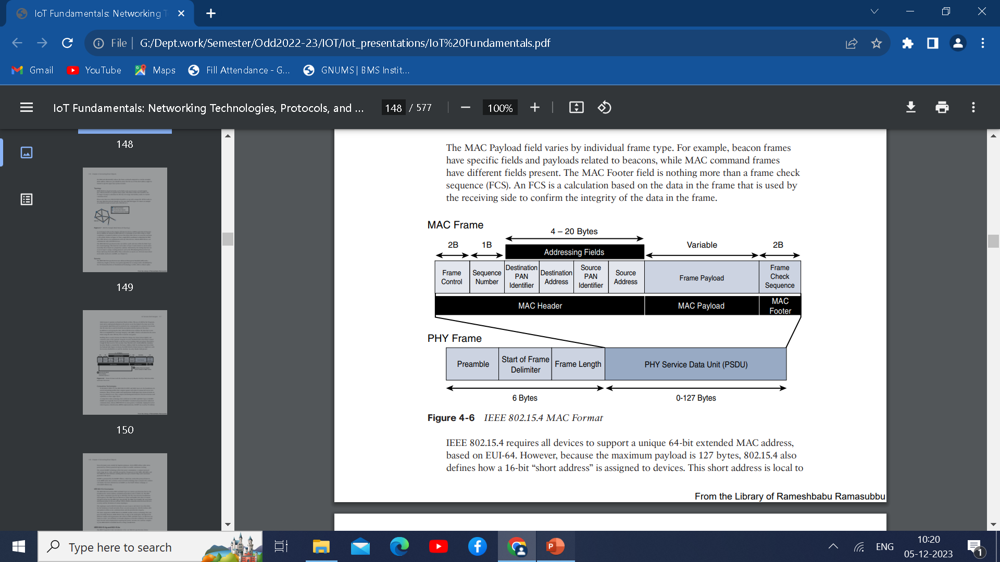 IoT Fundamentals: Networking T
File
G:/Dept.work/Semester/Odd2022-23/IOT/Iot_presentations/IoT%20Fundamentals.pdf
Gmail
YouTube
Maps
Fill Attendance - G...
GNUMS | BMS Instit...
IoT Fundamentals: Networking Technologies, Protocols, and ...
148 / 577
100%
148
149
150
The MAC Payload field varies by individual frame type. For example, beacon frames
have specific fields and payloads related to beacons, while MAC command frames
have different fields present. The MAC Footer field is nothing more than a frame check
sequence (FCS). An FCS is a calculation based on the data in the frame that is used by
the receiving side to confirm the integrity of the data in the frame.
MAC Frame
4 – 20 Bytes
2B
1B
Variable
2B
Addressing Fields
Frame
Control
Sequence
Number
Destination
PAN
Identifier
Destination
Address
Source
PAN
Identifier
Source
Address
Frame Payload
Frame
Check
Sequence
MAC Header
MAC Payload
MAC
Footer
PHY Frame
Preamble
Start of Frame
Delimiter
Frame Length
PHY Service Data Unit (PSDU)
6 Bytes
0-127 Bytes
Figure 4-6 IEEE 802.15.4 MAC Format
IEEE 802.15.4 requires all devices to support a unique 64-bit extended MAC address,
based on EUI-64. However, because the maximum payload is 127 bytes, 802.15.4 also
defines how a 16-bit “short address” is assigned to devices. This short address is local to
From the Library of Rameshbabu Ramasubbu
Type here to search
P
ENG
10:20
05-12-2023
1